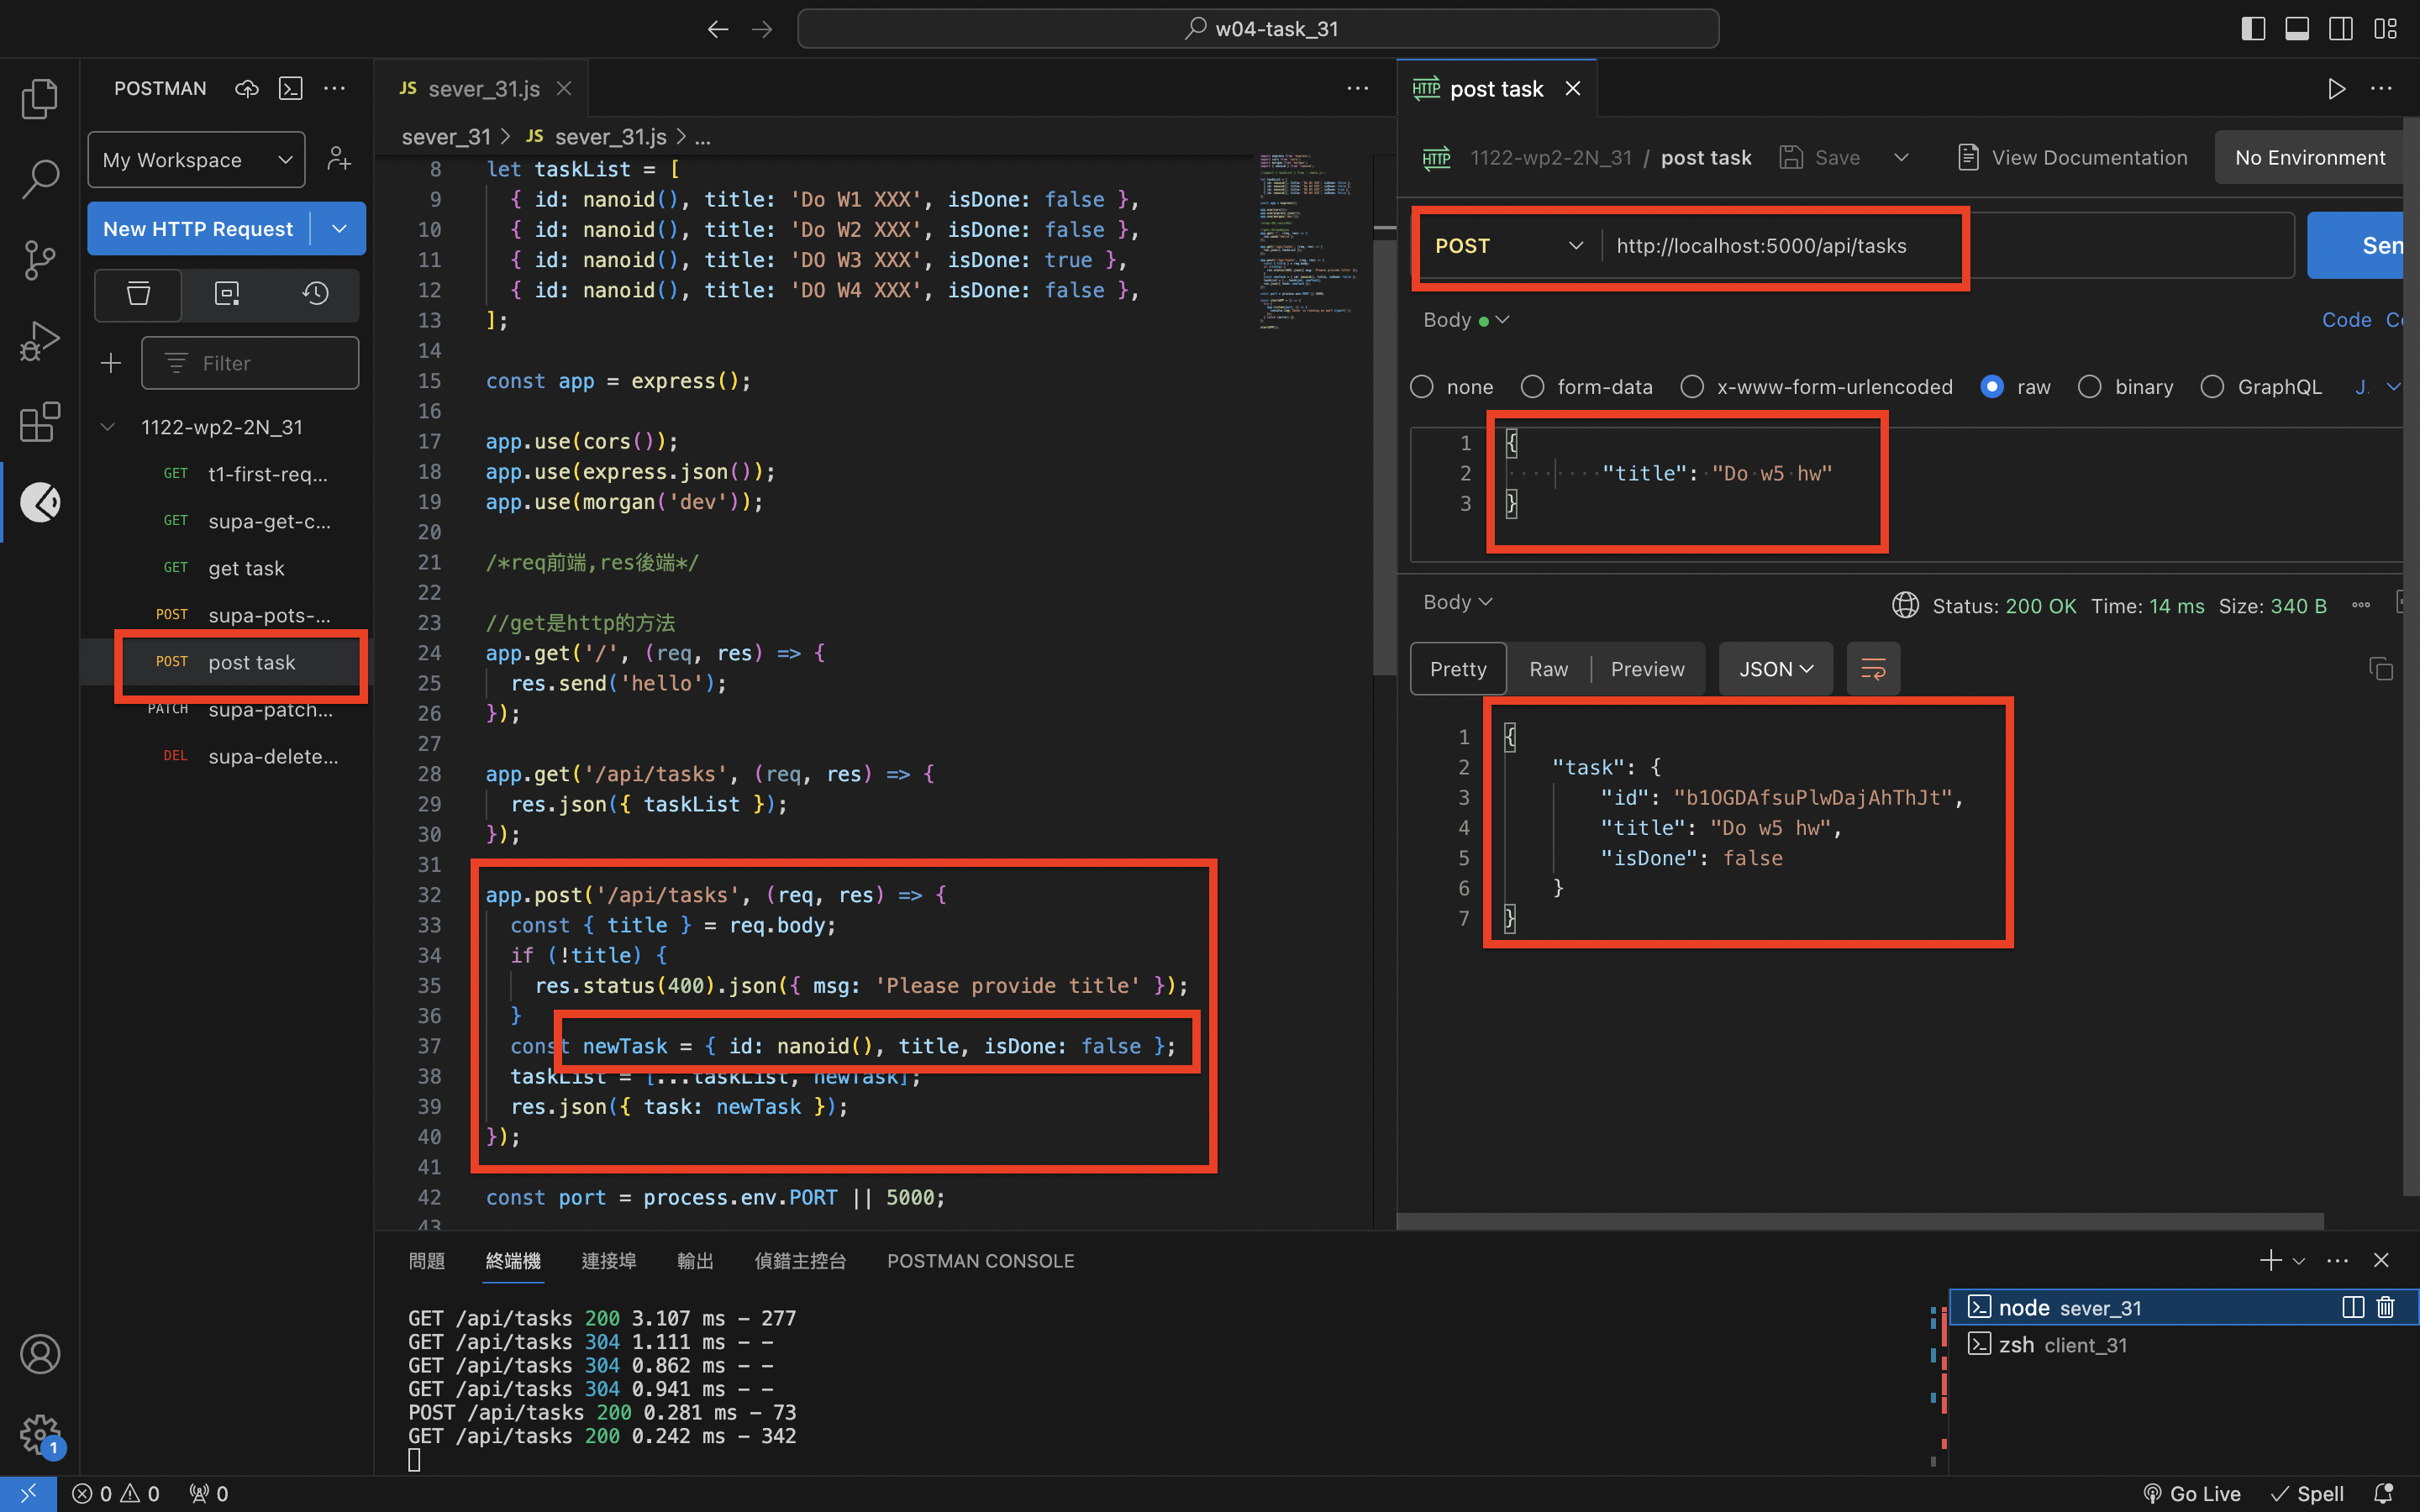 w04-task_31
POSTMAN
My Workspace
New HTTP Request
Filter
1122-wp2-2N_31
GET t1-first-req...
GET supa-get-c...
GET get task
POST supa-pots-...
POST post task
PATCH supa-patch...
DEL supa-delete...
JS sever_31.js
sever_31 > JS sever_31.js > ...
8 let taskList = [
9 { id: nanoid(), title: 'Do W1 XXX', isDone: false },
10 { id: nanoid(), title: 'DO W2 XXX', isDone: false },
11 { id: nanoid(), title: 'DO W3 XXX', isDone: true },
12 { id: nanoid(), title: 'DO W4 XXX', isDone: false },
13 ];
14
15 const app = express();
16
17 app.use(cors());
18 app.use(express.json());
19 app.use(morgan('dev'));
20
21 /*req前端,res後端*/
22
23 //get是http的方法
24 app.get('/', (req, res) => {
25 res.send('hello');
26 });
27
28 app.get('/api/tasks', (req, res) => {
29 res.json({ taskList });
30 });
31
32 app.post('/api/tasks', (req, res) => {
33 const { title } = req.body;
34 if (!title) {
35 res.status(400).json({ msg: 'Please provide title' });
36 }
37 const newTask = { id: nanoid(), title, isDone: false };
38 taskList = [...taskList, newTask];
39 res.json({ task: newTask });
40 });
41
42 const port = process.env.PORT || 5000;
43
HTTP post task
HTTP 1122-wp2-2N_31 / post task Save View Documentation No Environment
POST http://localhost:5000/api/tasks Sen
Body Code Co
none form-data x-www-form-urlencoded raw binary GraphQL J.
1 {
2 "title": "Do w5 hw"
3 }
Body Status: 200 OK Time: 14 ms Size: 340 B
Pretty Raw Preview JSON
1 {
2 "task": {
3 "id": "b1OGDAfsuPlwDajAhThJt",
4 "title": "Do w5 hw",
5 "isDone": false
6 }
7 }
問題 終端機 連接埠 輸出 偵錯主控台 POSTMAN CONSOLE
GET /api/tasks 200 3.107 ms - 277
GET /api/tasks 304 1.111 ms - -
GET /api/tasks 304 0.862 ms - -
GET /api/tasks 304 0.941 ms - -
POST /api/tasks 200 0.281 ms - 73
GET /api/tasks 200 0.242 ms - 342
node sever_31
zsh client_31
1
0 0 0
Go Live Spell